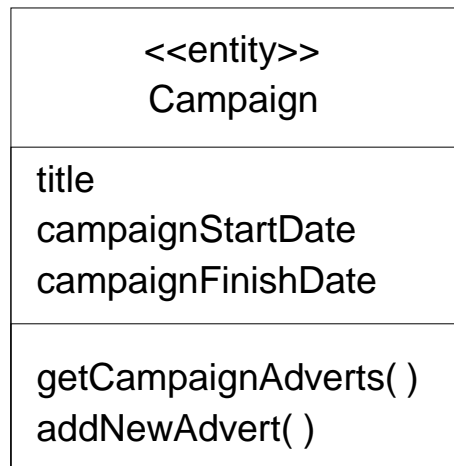 <<entity>>
Campaign
title
campaignStartDate
campaignFinishDate
getCampaignAdverts( )
addNewAdvert( )